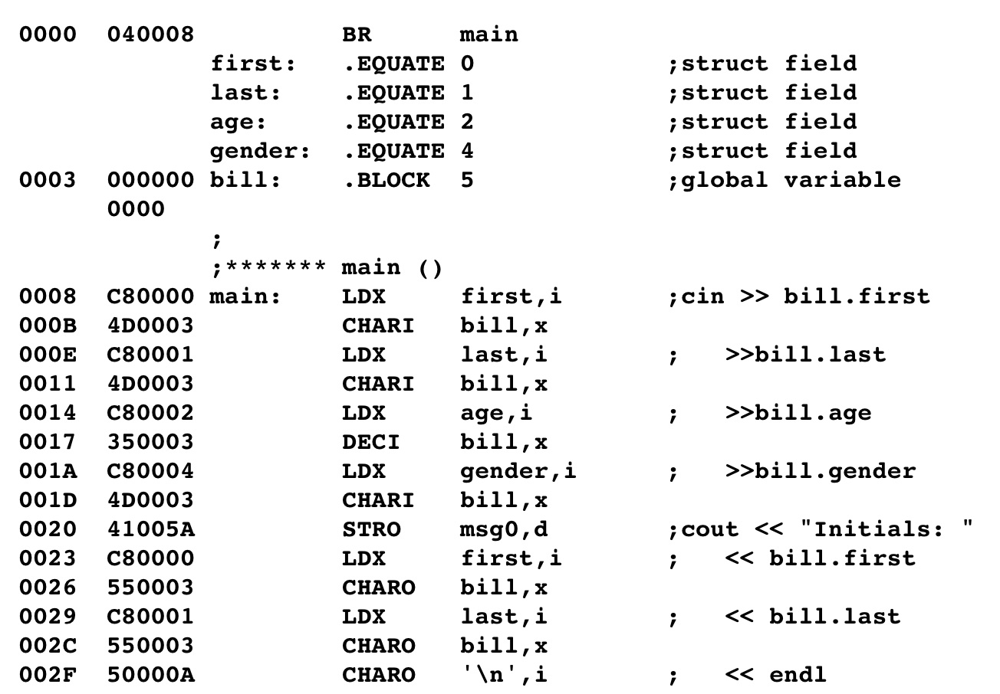 0000  040008          BR      main
             first:   .EQUATE 0             ;struct field
             last:    .EQUATE 1             ;struct field
             age:     .EQUATE 2             ;struct field
             gender:  .EQUATE 4             ;struct field
0003  000000 bill:    .BLOCK  5             ;global variable
      0000
             ;
             ;******* main ()
0008  C80000 main:    LDX     first,i       ;cin >> bill.first
000B  4D0003          CHARI   bill,x
000E  C80001          LDX     last,i        ;   >>bill.last
0011  4D0003          CHARI   bill,x
0014  C80002          LDX     age,i         ;   >>bill.age
0017  350003          DECI    bill,x
001A  C80004          LDX     gender,i      ;   >>bill.gender
001D  4D0003          CHARI   bill,x
0020  41005A          STRO    msg0,d        ;cout << "Initials: "
0023  C80000          LDX     first,i       ;   << bill.first
0026  550003          CHARO   bill,x
0029  C80001          LDX     last,i        ;   << bill.last
002C  550003          CHARO   bill,x
002F  50000A          CHARO   '\n',i        ;   << endl